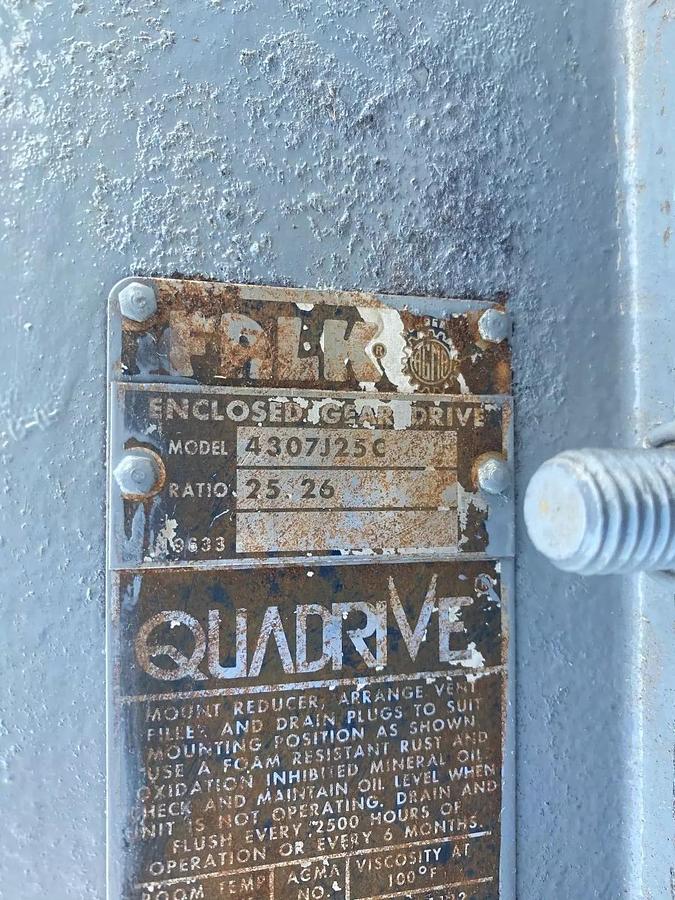 FALK®
AGMA
ENCLOSED GEAR DRIVE
MODEL 4307J25C
RATIO 25.26
QUADRIVE®
MOUNT REDUCER, ARRANGE VENT
FILLER AND DRAIN PLUGS TO SUIT
MOUNTING POSITION AS SHOWN
USE A FOAM RESISTANT RUST AND
OXIDATION INHIBITED MINERAL OIL.
CHECK AND MAINTAIN OIL LEVEL WHEN
UNIT IS NOT OPERATING. DRAIN AND
FLUSH EVERY 2500 HOURS OF
OPERATION OR EVERY 6 MONTHS.
ROOM TEMP AGMA NO. VISCOSITY AT 100°F